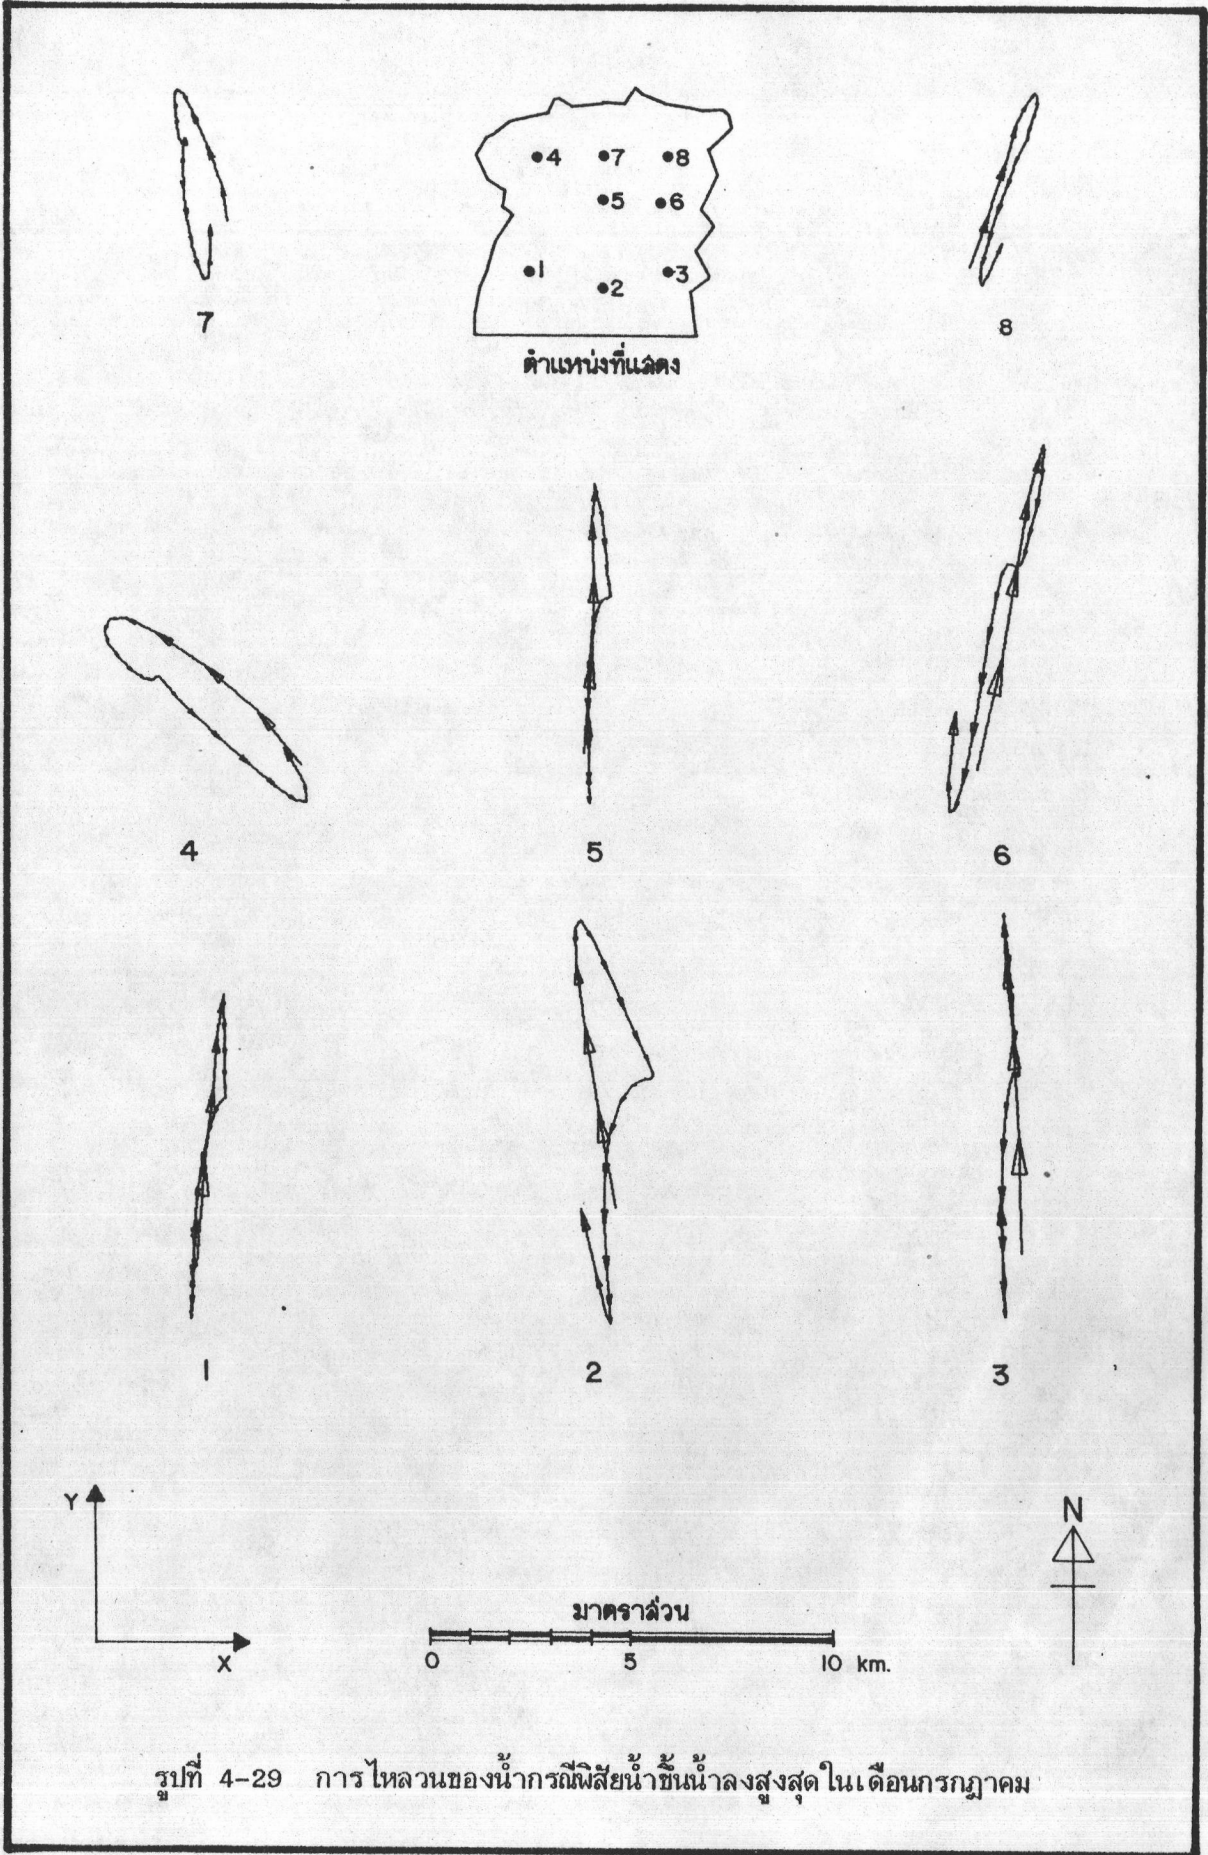 4
7
8
5
6
1
2
3
ตำแหน่งที่แสดง
7
8
4
5
6
1
2
3
Y
X
N
มาตราส่วน
0 5 10 km.
รูปที่ 4-29 การไหลวนของน้ำกรณีพิสัยน้ำขึ้นน้ำลงสูงสุดในเดือนกรกฎาคม